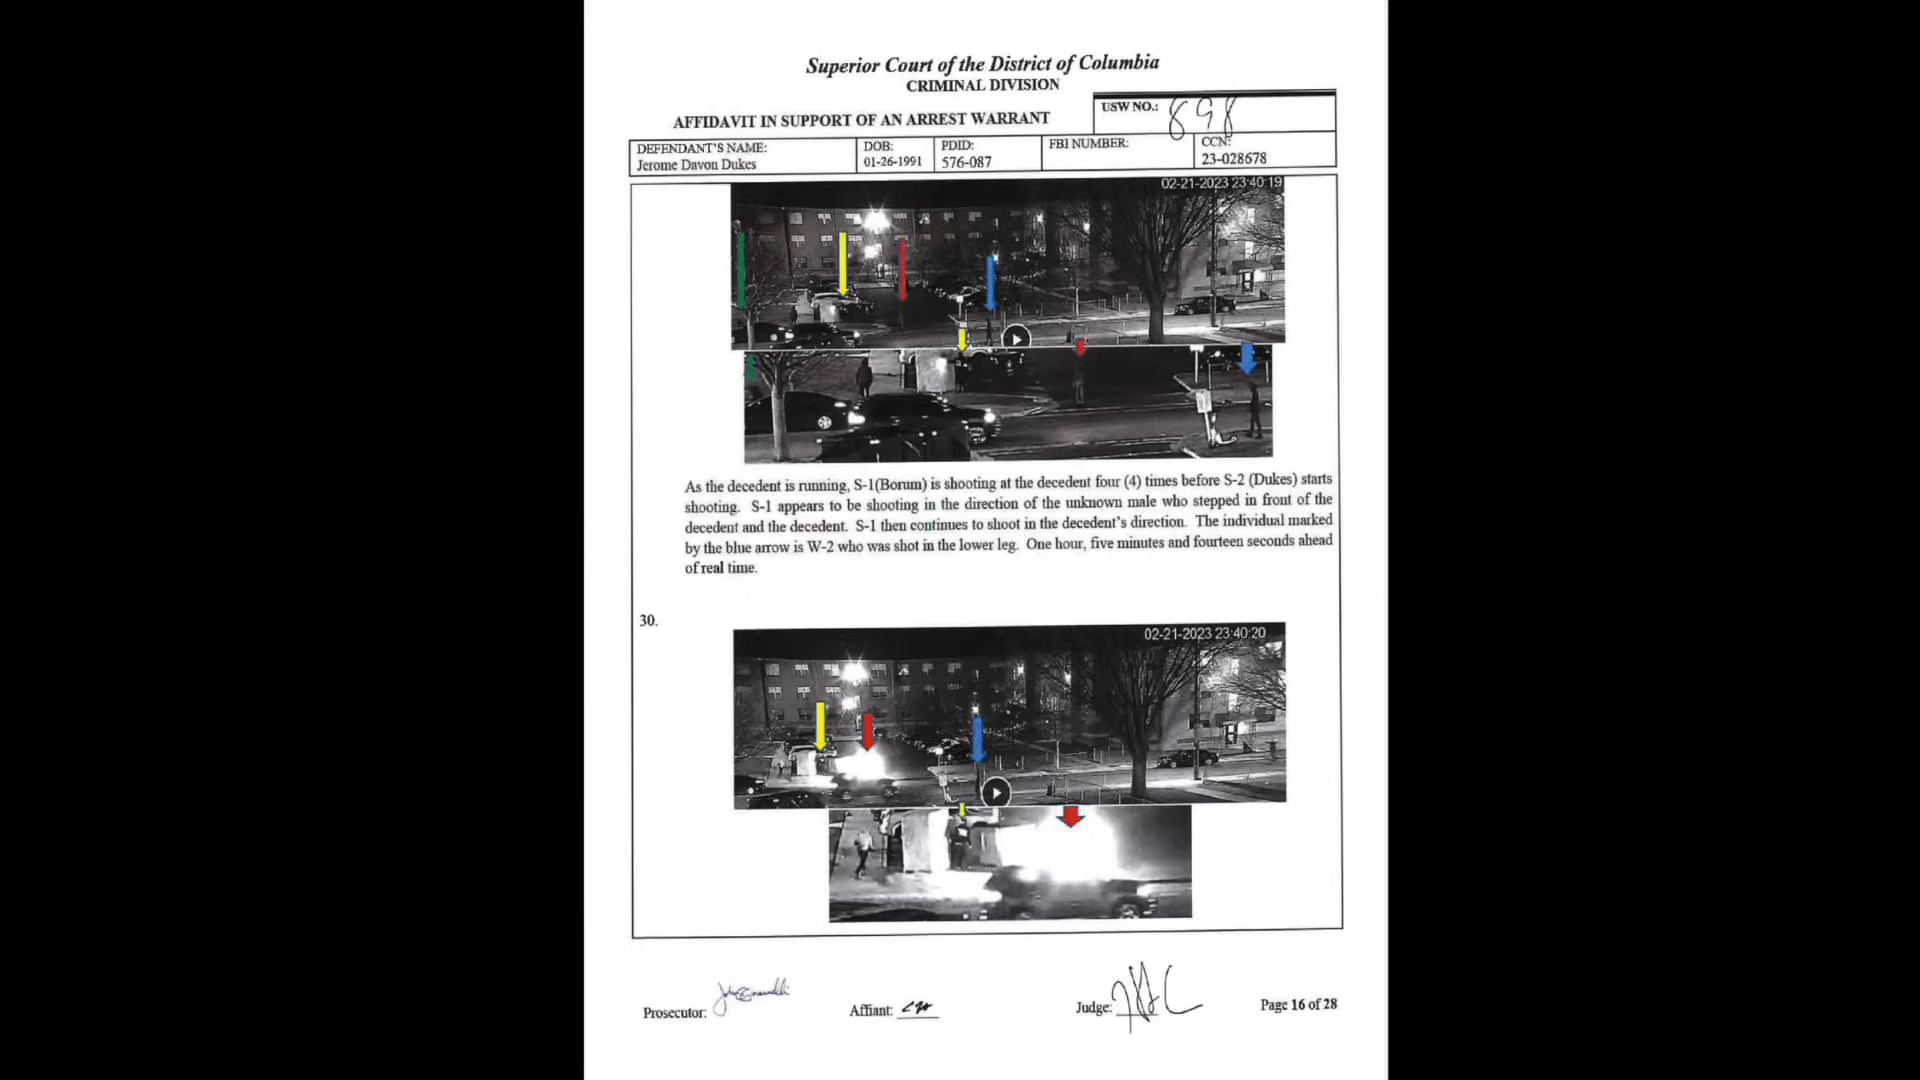 Superior Court of the District of Columbia
CRIMINAL DIVISION
AFFIDAVIT IN SUPPORT OF AN ARREST WARRANT
USW NO.: 898
DEFENDANT'S NAME:
Jerome Davon Dukes
DOB:
01-26-1991
PDID:
576-087
FBI NUMBER:
CCN:
23-028678
02-21-2023 23:40:19
As the decedent is running, S-1(Borum) is shooting at the decedent four (4) times before S-2 (Dukes) starts
shooting. S-1 appears to be shooting in the direction of the unknown male who stepped in front of the
decedent and the decedent. S-1 then continues to shoot in the decedent's direction. The individual marked
by the blue arrow is W-2 who was shot in the lower leg. One hour, five minutes and fourteen seconds ahead
of real time.
30.
02-21-2023 23:40:20
Prosecutor:
Affiant:
Judge:
Page 16 of 28